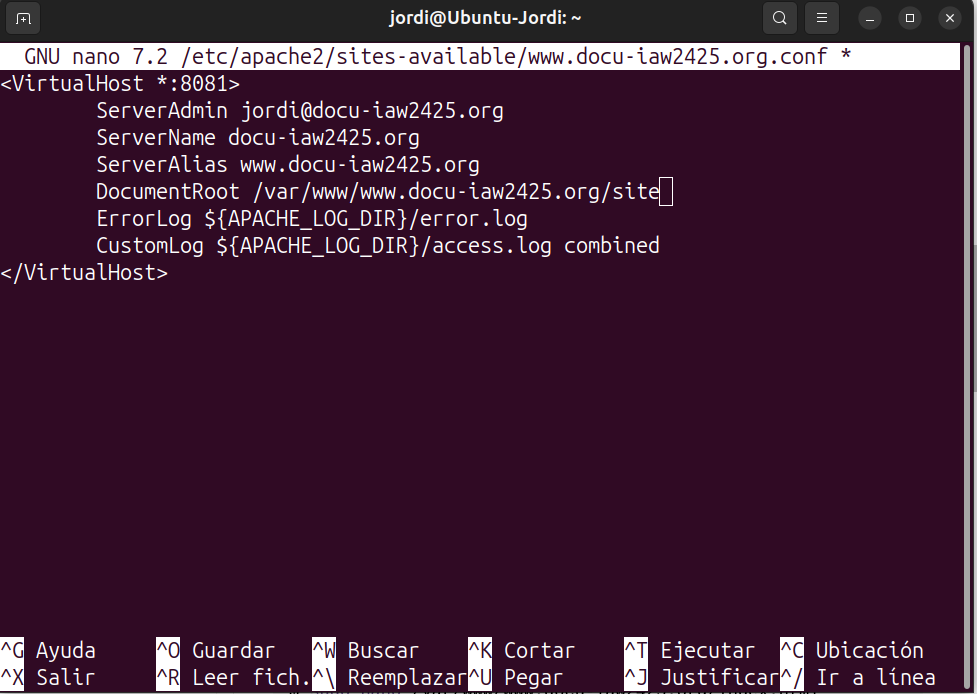 jordi@Ubuntu-Jordi: ~
GNU nano 7.2 /etc/apache2/sites-available/www.docu-iaw2425.org.conf *
<VirtualHost *:8081>
ServerAdmin jordi@docu-iaw2425.org
ServerName docu-iaw2425.org
ServerAlias www.docu-iaw2425.org
DocumentRoot /var/www/www.docu-iaw2425.org/site
ErrorLog ${APACHE_LOG_DIR}/error.log
CustomLog ${APACHE_LOG_DIR}/access.log combined
</VirtualHost>
^G Ayuda ^O Guardar ^W Buscar ^K Cortar ^T Ejecutar ^C Ubicación
^X Salir ^R Leer fich. ^\ Reemplazar ^U Pegar ^J Justificar ^/ Ir a línea